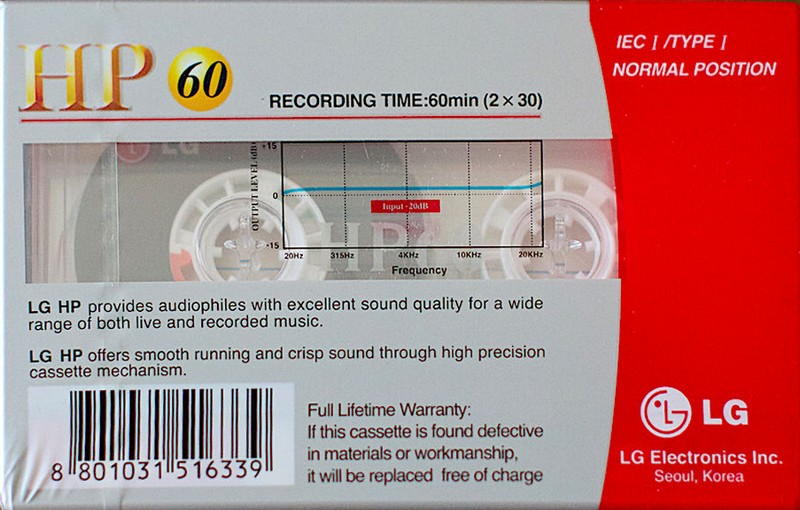 HP 60
RECORDING TIME:60min (2 × 30)
IEC I /TYPE I
NORMAL POSITION
LG
OUTPUT LEVEL (dB)
+15
0
-15
Input -20dB
20Hz 315Hz 4KHz 10KHz 20KHz
Frequency
HP
LG HP provides audiophiles with excellent sound quality for a wide
range of both live and recorded music.
LG HP offers smooth running and crisp sound through high precision
cassette mechanism.
8 801031 516339
Full Lifetime Warranty:
If this cassette is found defective
in materials or workmanship,
it will be replaced free of charge
LG
LG Electronics Inc.
Seoul, Korea